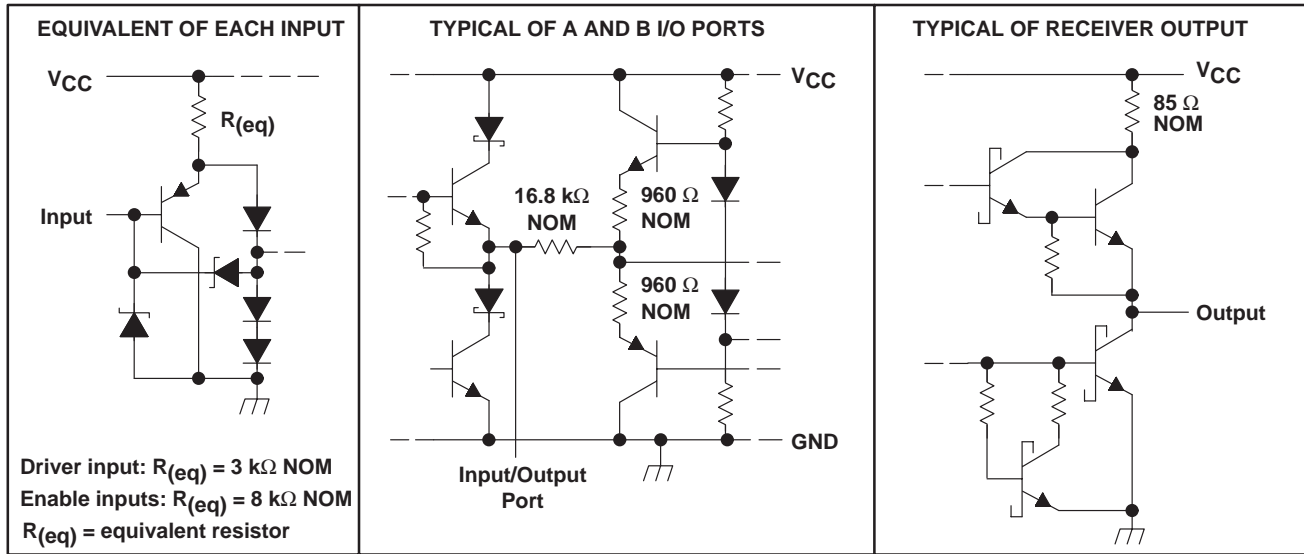 EQUIVALENT OF EACH INPUT
VCC
R(eq)
Input
Driver input: R(eq) = 3 kΩ NOM
Enable inputs: R(eq) = 8 kΩ NOM
R(eq) = equivalent resistor
TYPICAL OF A AND B I/O PORTS
VCC
16.8 kΩ
NOM
960 Ω
NOM
960 Ω
NOM
GND
Input/Output
Port
TYPICAL OF RECEIVER OUTPUT
VCC
85 Ω
NOM
Output